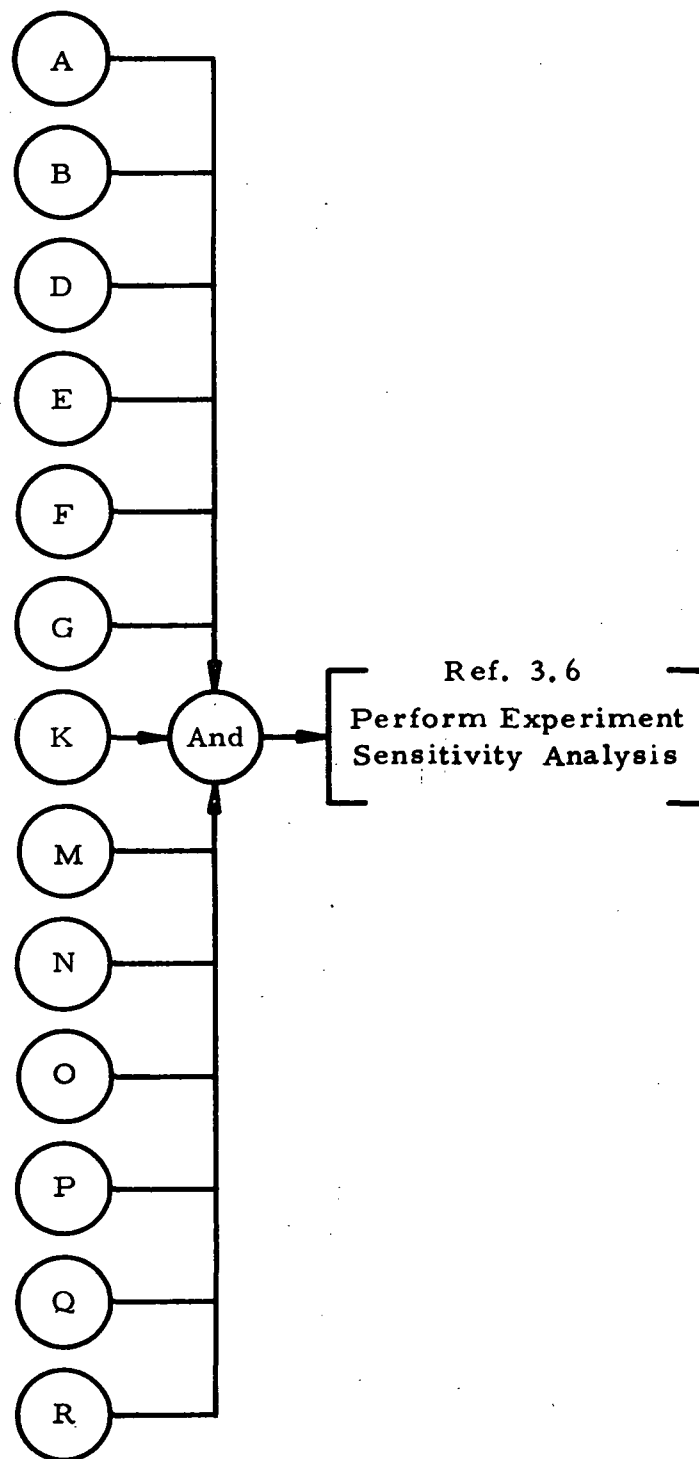 A
B
D
E
F
G
K
And
Ref. 3.6
Perform Experiment
Sensitivity Analysis
M
N
O
P
Q
R